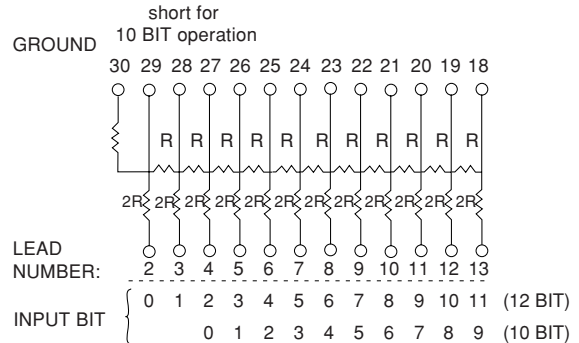 short for
10 BIT operation
GROUND
30 29 28 27 26 25 24 23 22 21 20 19 18
R R R R R R R R R R R
2R 2R 2R 2R 2R 2R 2R 2R 2R 2R 2R 2R
LEAD
NUMBER: 2 3 4 5 6 7 8 9 10 11 12 13
INPUT BIT
0 1 2 3 4 5 6 7 8 9 10 11 (12 BIT)
0 1 2 3 4 5 6 7 8 9 (10 BIT)